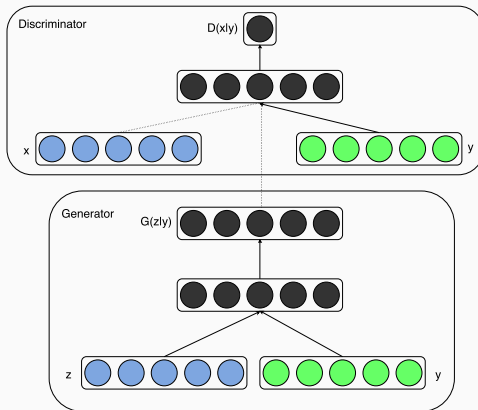 Discriminator
D(x|y)
x
y
Generator
G(z|y)
z
y